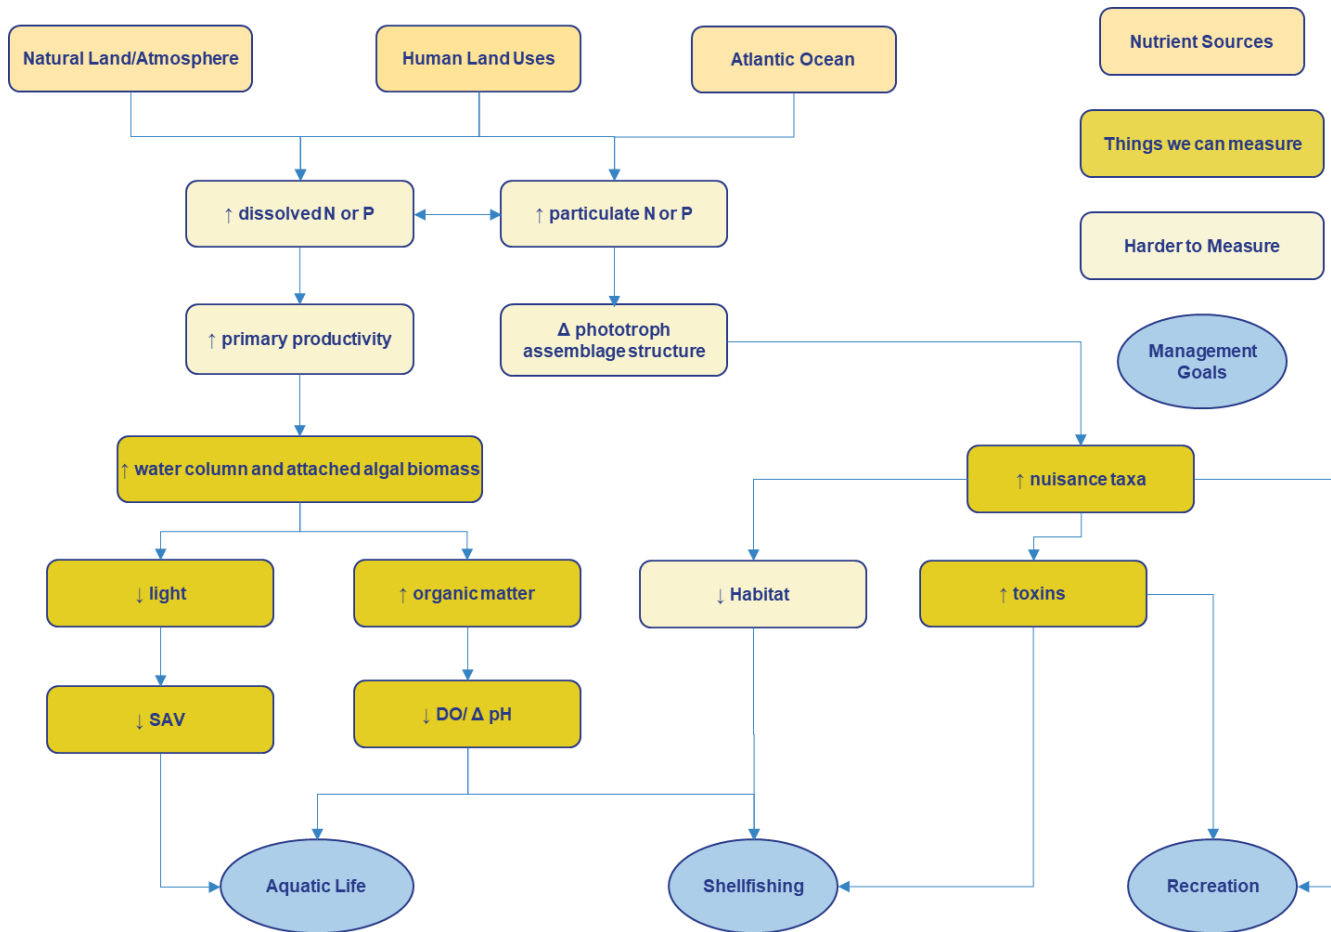 Natural Land/Atmosphere
Human Land Uses
Atlantic Ocean
Nutrient Sources
Things we can measure
↑ dissolved N or P
↑ particulate N or P
Harder to Measure
↑ primary productivity
Δ phototroph
assemblage structure
Management
Goals
↑ water column and attached algal biomass
↑ nuisance taxa
↓ light
↑ organic matter
↓ Habitat
↑ toxins
↓ SAV
↓ DO/ Δ pH
Aquatic Life
Shellfishing
Recreation